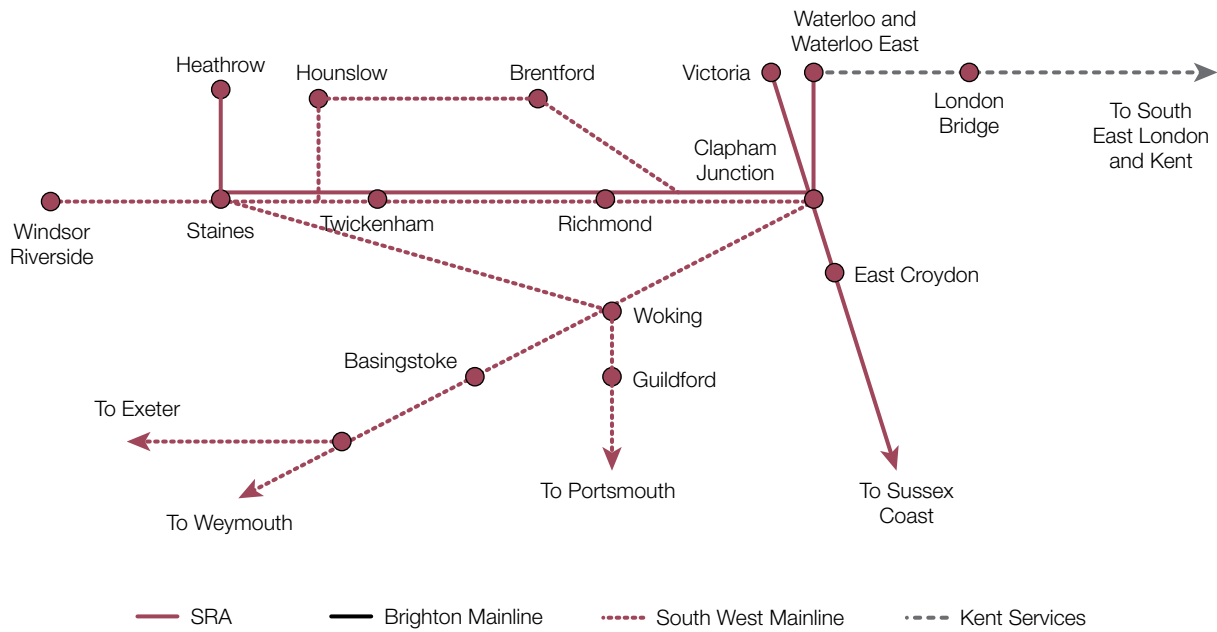 Waterloo and
Waterloo East
Heathrow
Hounslow
Brentford
Victoria
London
Bridge
To South
East London
and Kent
Clapham
Junction
Windsor
Riverside
Staines
Twickenham
Richmond
East Croydon
Woking
Basingstoke
Guildford
To Exeter
To Portsmouth
To Sussex
Coast
To Weymouth
SRA
Brighton Mainline
South West Mainline
Kent Services